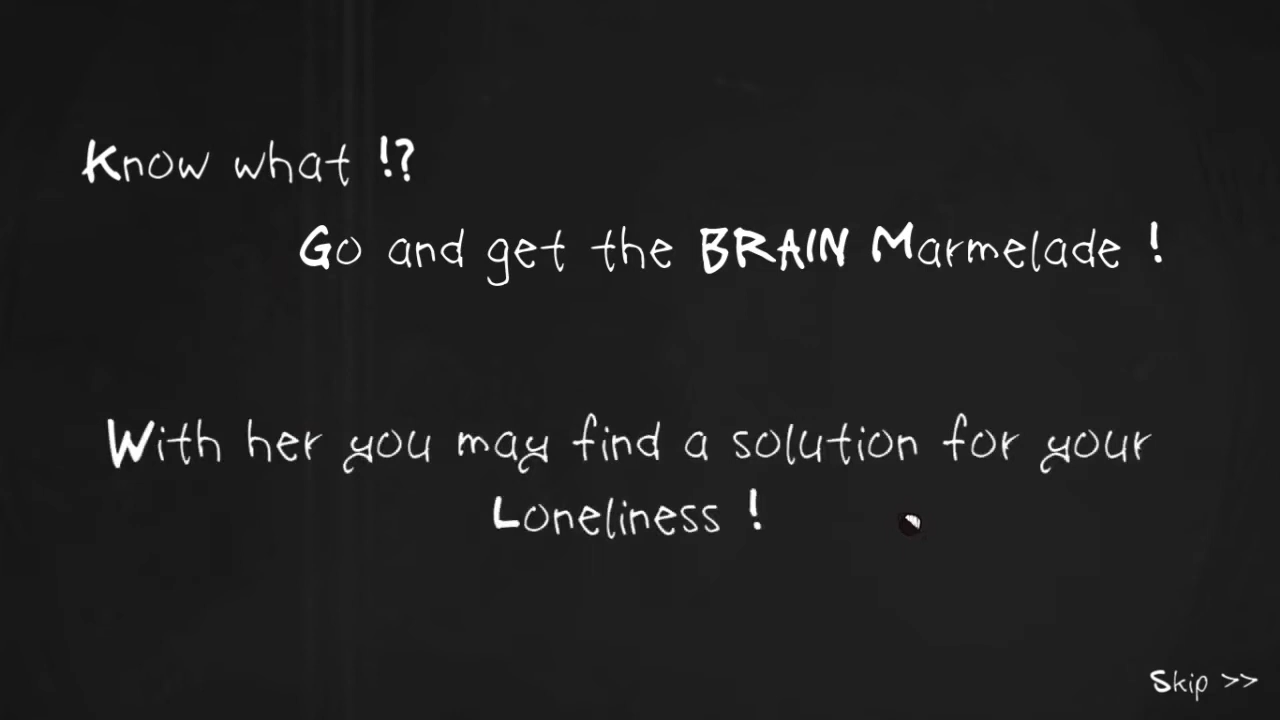 Know what !?
Go and get the BRAIN Marmelade !
With her you may find a solution for your
Loneliness !
Skip >>